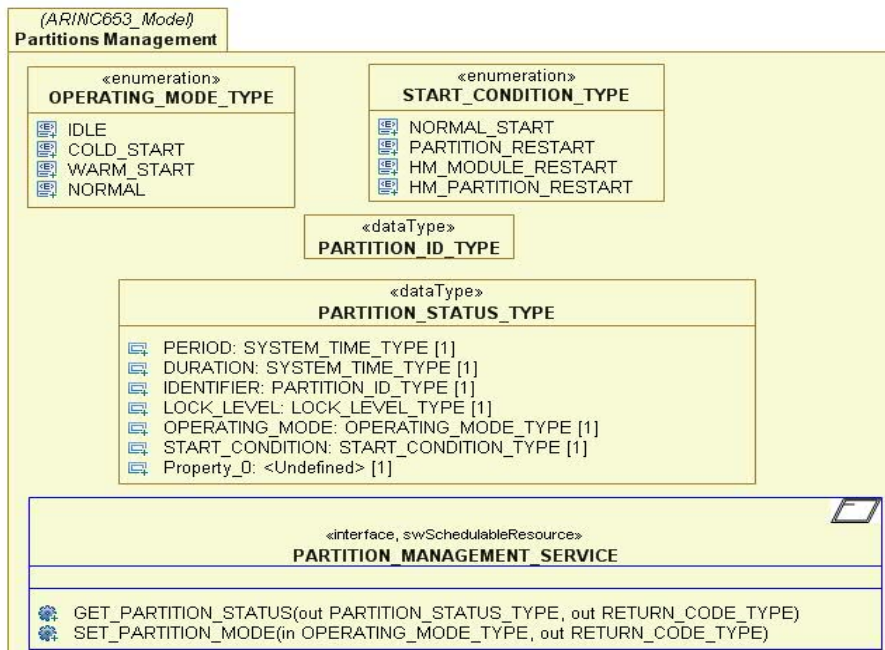 (ARINC653_Model)
Partitions Management
«enumeration»
OPERATING_MODE_TYPE
IDLE
COLD_START
WARM_START
NORMAL
«enumeration»
START_CONDITION_TYPE
NORMAL_START
PARTITION_RESTART
HM_MODULE_RESTART
HM_PARTITION_RESTART
«dataType»
PARTITION_ID_TYPE
«dataType»
PARTITION_STATUS_TYPE
PERIOD: SYSTEM_TIME_TYPE [1]
DURATION: SYSTEM_TIME_TYPE [1]
IDENTIFIER: PARTITION_ID_TYPE [1]
LOCK_LEVEL: LOCK_LEVEL_TYPE [1]
OPERATING_MODE: OPERATING_MODE_TYPE [1]
START_CONDITION: START_CONDITION_TYPE [1]
Property_0: <Undefined> [1]
«interface, swSchedulableResource»
PARTITION_MANAGEMENT_SERVICE
GET_PARTITION_STATUS(out PARTITION_STATUS_TYPE, out RETURN_CODE_TYPE)
SET_PARTITION_MODE(in OPERATING_MODE_TYPE, out RETURN_CODE_TYPE)